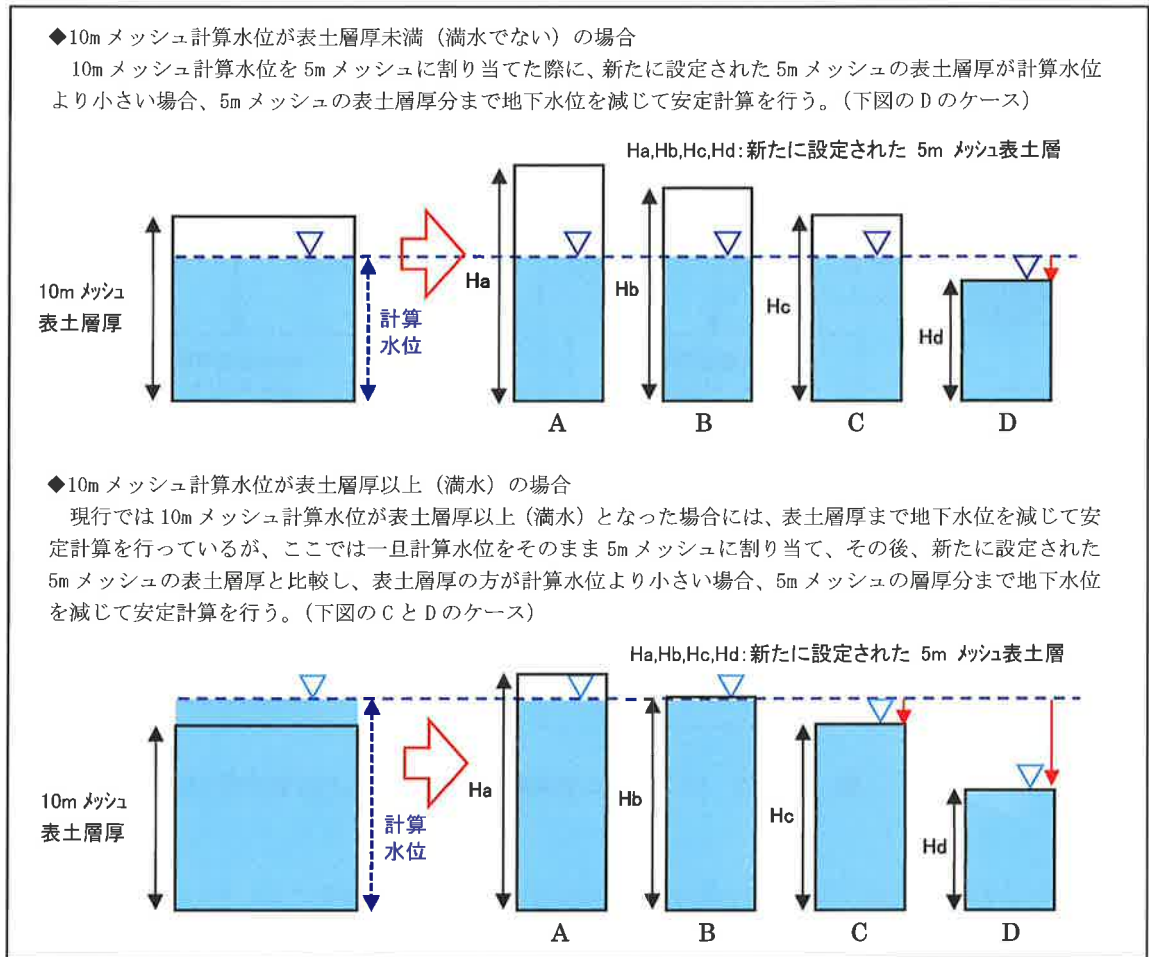 ◆10m メッシュ計算水位が表土層厚未満（満水でない）の場合
10m メッシュ計算水位を 5m メッシュに割り当てた際に、新たに設定された 5m メッシュの表土層厚が計算水位
より小さい場合、5m メッシュの表土層厚分まで地下水位を減じて安定計算を行う。（下図の D のケース）
Ha,Hb,Hc,Hd：新たに設定された 5m メッシュ表土層
10m メッシュ
表土層厚
計算
水位
Ha
Hb
Hc
Hd
A
B
C
D
◆10m メッシュ計算水位が表土層厚以上（満水）の場合
現行では 10m メッシュ計算水位が表土層厚以上（満水）となった場合には、表土層厚まで地下水位を減じて安
定計算を行っているが、ここでは一旦計算水位をそのまま 5m メッシュに割り当て、その後、新たに設定された
5m メッシュの表土層厚と比較し、表土層厚の方が計算水位より小さい場合、5m メッシュの層厚分まで地下水位
を減じて安定計算を行う。（下図の C と D のケース）
Ha,Hb,Hc,Hd：新たに設定された 5m メッシュ表土層
10m メッシュ
表土層厚
計算
水位
Ha
Hb
Hc
Hd
A
B
C
D